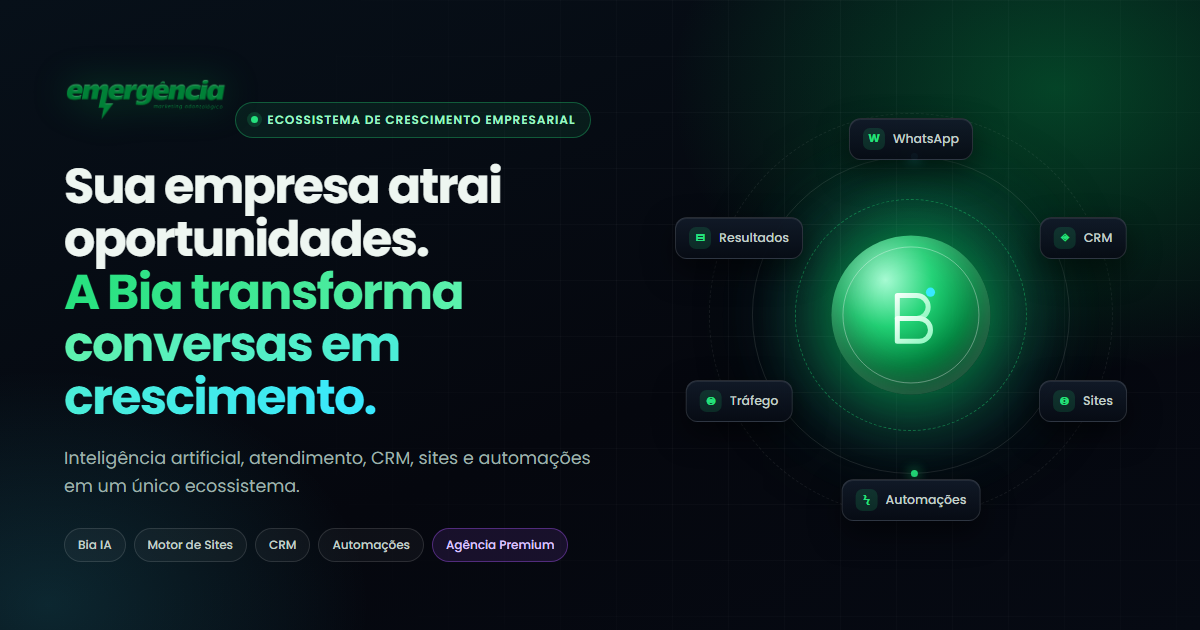 emergência
marketing odontológico
ECOSSISTEMA DE CRESCIMENTO EMPRESARIAL
Sua empresa atrai
oportunidades.
A Bia transforma
conversas em
crescimento.
Inteligência artificial, atendimento, CRM, sites e automações
em um único ecossistema.
Bia IA
Motor de Sites
CRM
Automações
Agência Premium
W WhatsApp
Resultados
CRM
B
Tráfego
Sites
Automações